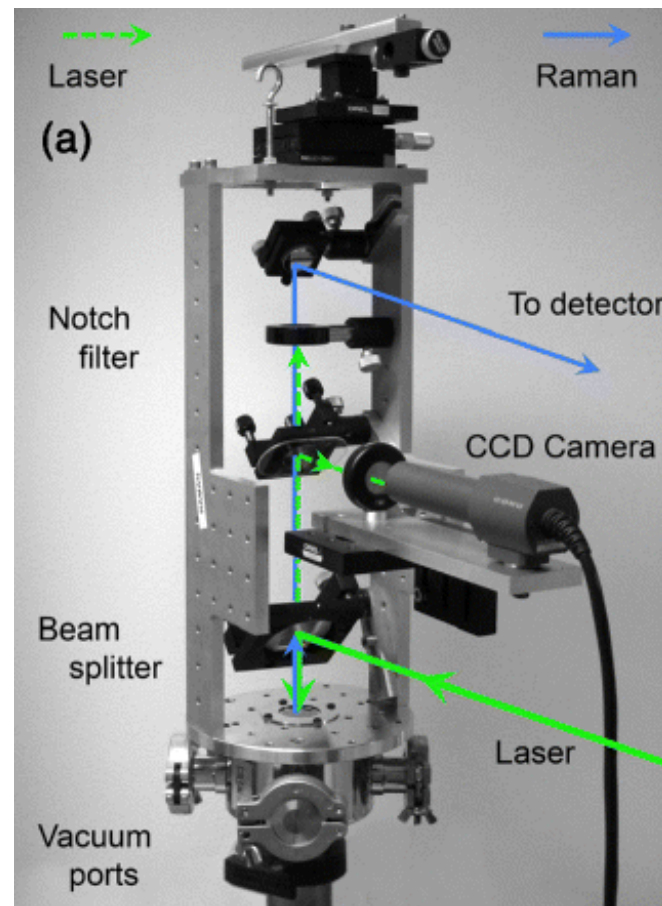 Laser
Raman
(a)
To detector
Notch
filter
CCD Camera
Beam
splitter
Laser
Vacuum
ports